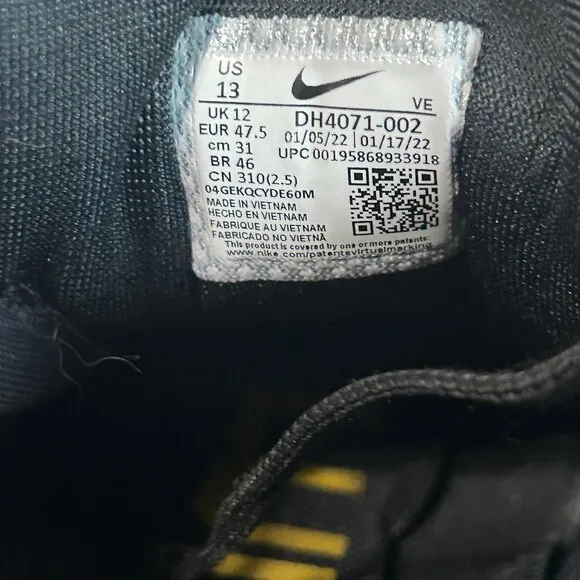 US
13
VE
UK 12
EUR 47.5
cm 31
BR 46
CN 310(2.5)
DH4071-002
01/05/22 | 01/17/22
UPC 00195868933918
04GEKQCYDE60M
MADE IN VIETNAM
HECHO EN VIETNAM
FABRIQUE AU VIETNAM
FABRICADO NO VIETNÃ
This product is covered by one or more patents:
www.nike.com/patentsvirtualmarking